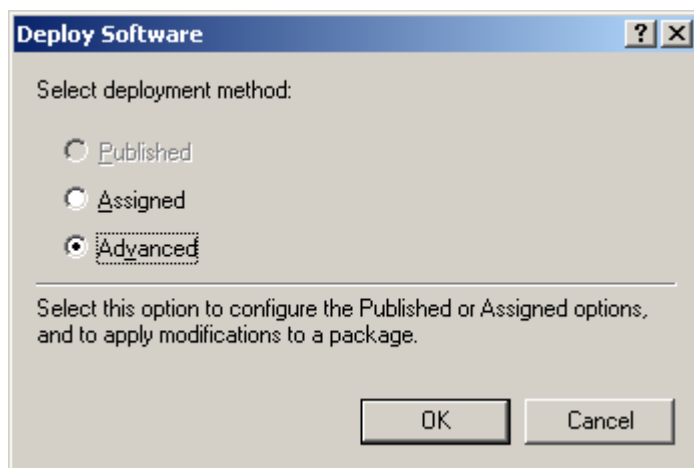 Deploy Software
Select deployment method:
Published
Assigned
Advanced
Select this option to configure the Published or Assigned options,
and to apply modifications to a package.
OK Cancel